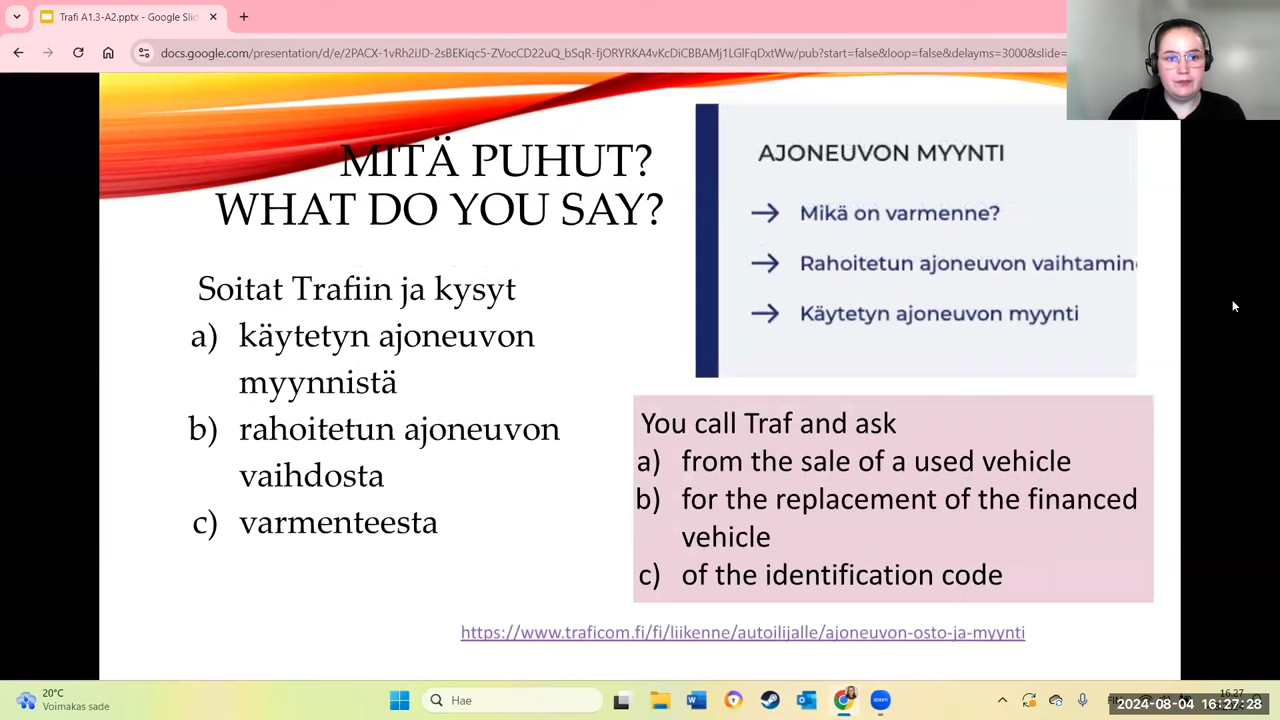 Trafi A1.3-A2.pptx - Google Slid
docs.google.com/presentation/d/e/2PACX-1vRh2iJD-2sBEKiqc5-ZVocCD22uQ_bSqR-fjORYRKA4vKcDiCBBAMj1LGlFqDxtWw/pub?start=false&loop=false&delayms=3000&slide=
MITÄ PUHUT?
WHAT DO YOU SAY?
Soitat Trafiin ja kysyt
a) käytetyn ajoneuvon
myynnistä
b) rahoitetun ajoneuvon
vaihdosta
c) varmenteesta
AJONEUVON MYYNTI
→ Mikä on varmenne?
→ Rahoitetun ajoneuvon vaihtamin
→ Käytetyn ajoneuvon myynti
You call Traf and ask
a) from the sale of a used vehicle
b) for the replacement of the financed
vehicle
c) of the identification code
https://www.traficom.fi/fi/liikenne/autoilijalle/ajoneuvon-osto-ja-myynti
20°C
Voimakas sade
Hae
16.27
2024-08-04 16:27:28